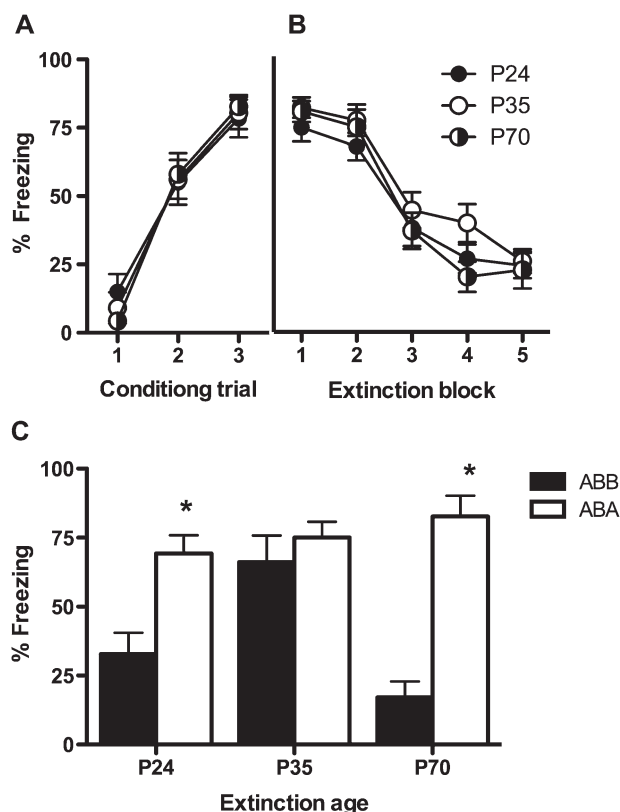 A
B
100
75
50
25
0
% Freezing
1 2 3
Conditiong trial
P24
P35
P70
1 2 3 4 5
Extinction block
C
100
75
50
25
0
% Freezing
*
*
ABB
ABA
P24 P35 P70
Extinction age